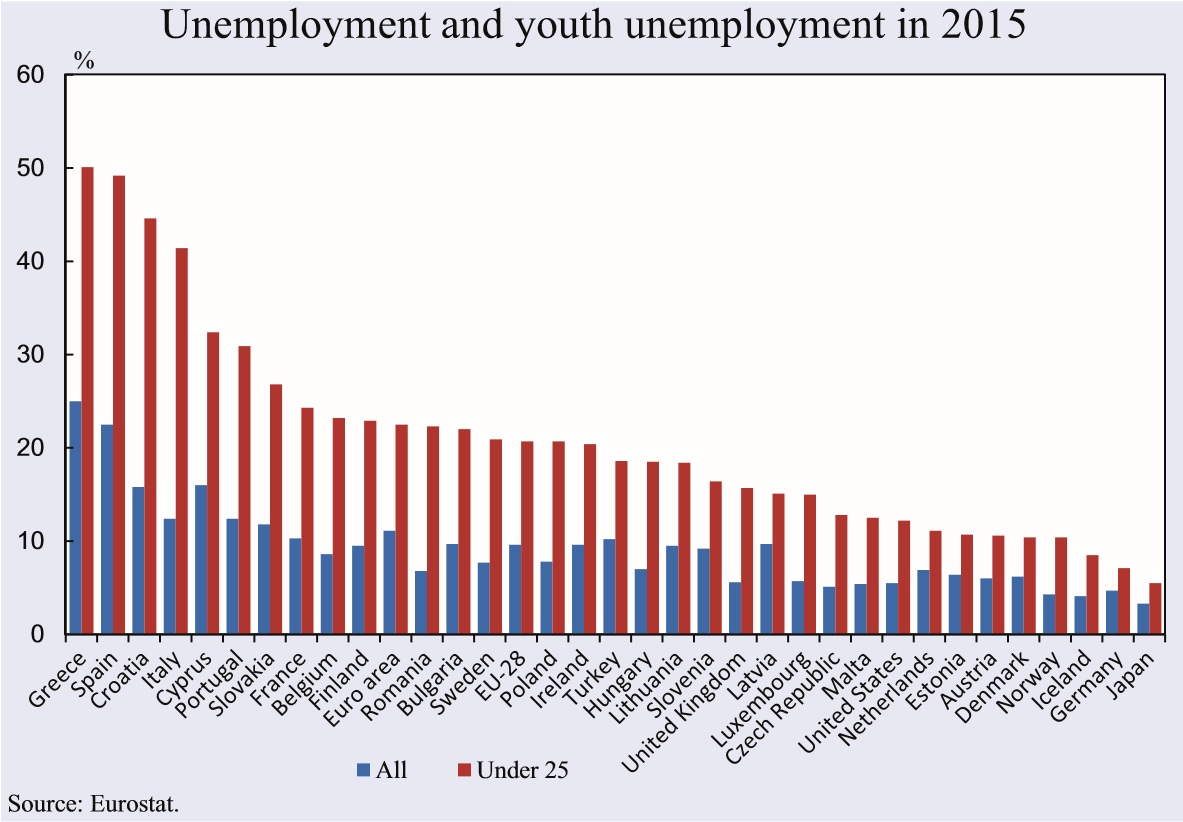 Unemployment and youth unemployment in 2015
%
60
50
40
30
20
10
0
Greece
Spain
Croatia
Italy
Cyprus
Portugal
Slovakia
France
Belgium
Finland
Euro area
Romania
Bulgaria
Sweden
EU-28
Poland
Ireland
Turkey
Hungary
Lithuania
Slovenia
United Kingdom
Latvia
Luxembourg
Czech Republic
Malta
United States
Netherlands
Estonia
Austria
Denmark
Norway
Iceland
Germany
Japan
All
Under 25
Source: Eurostat.